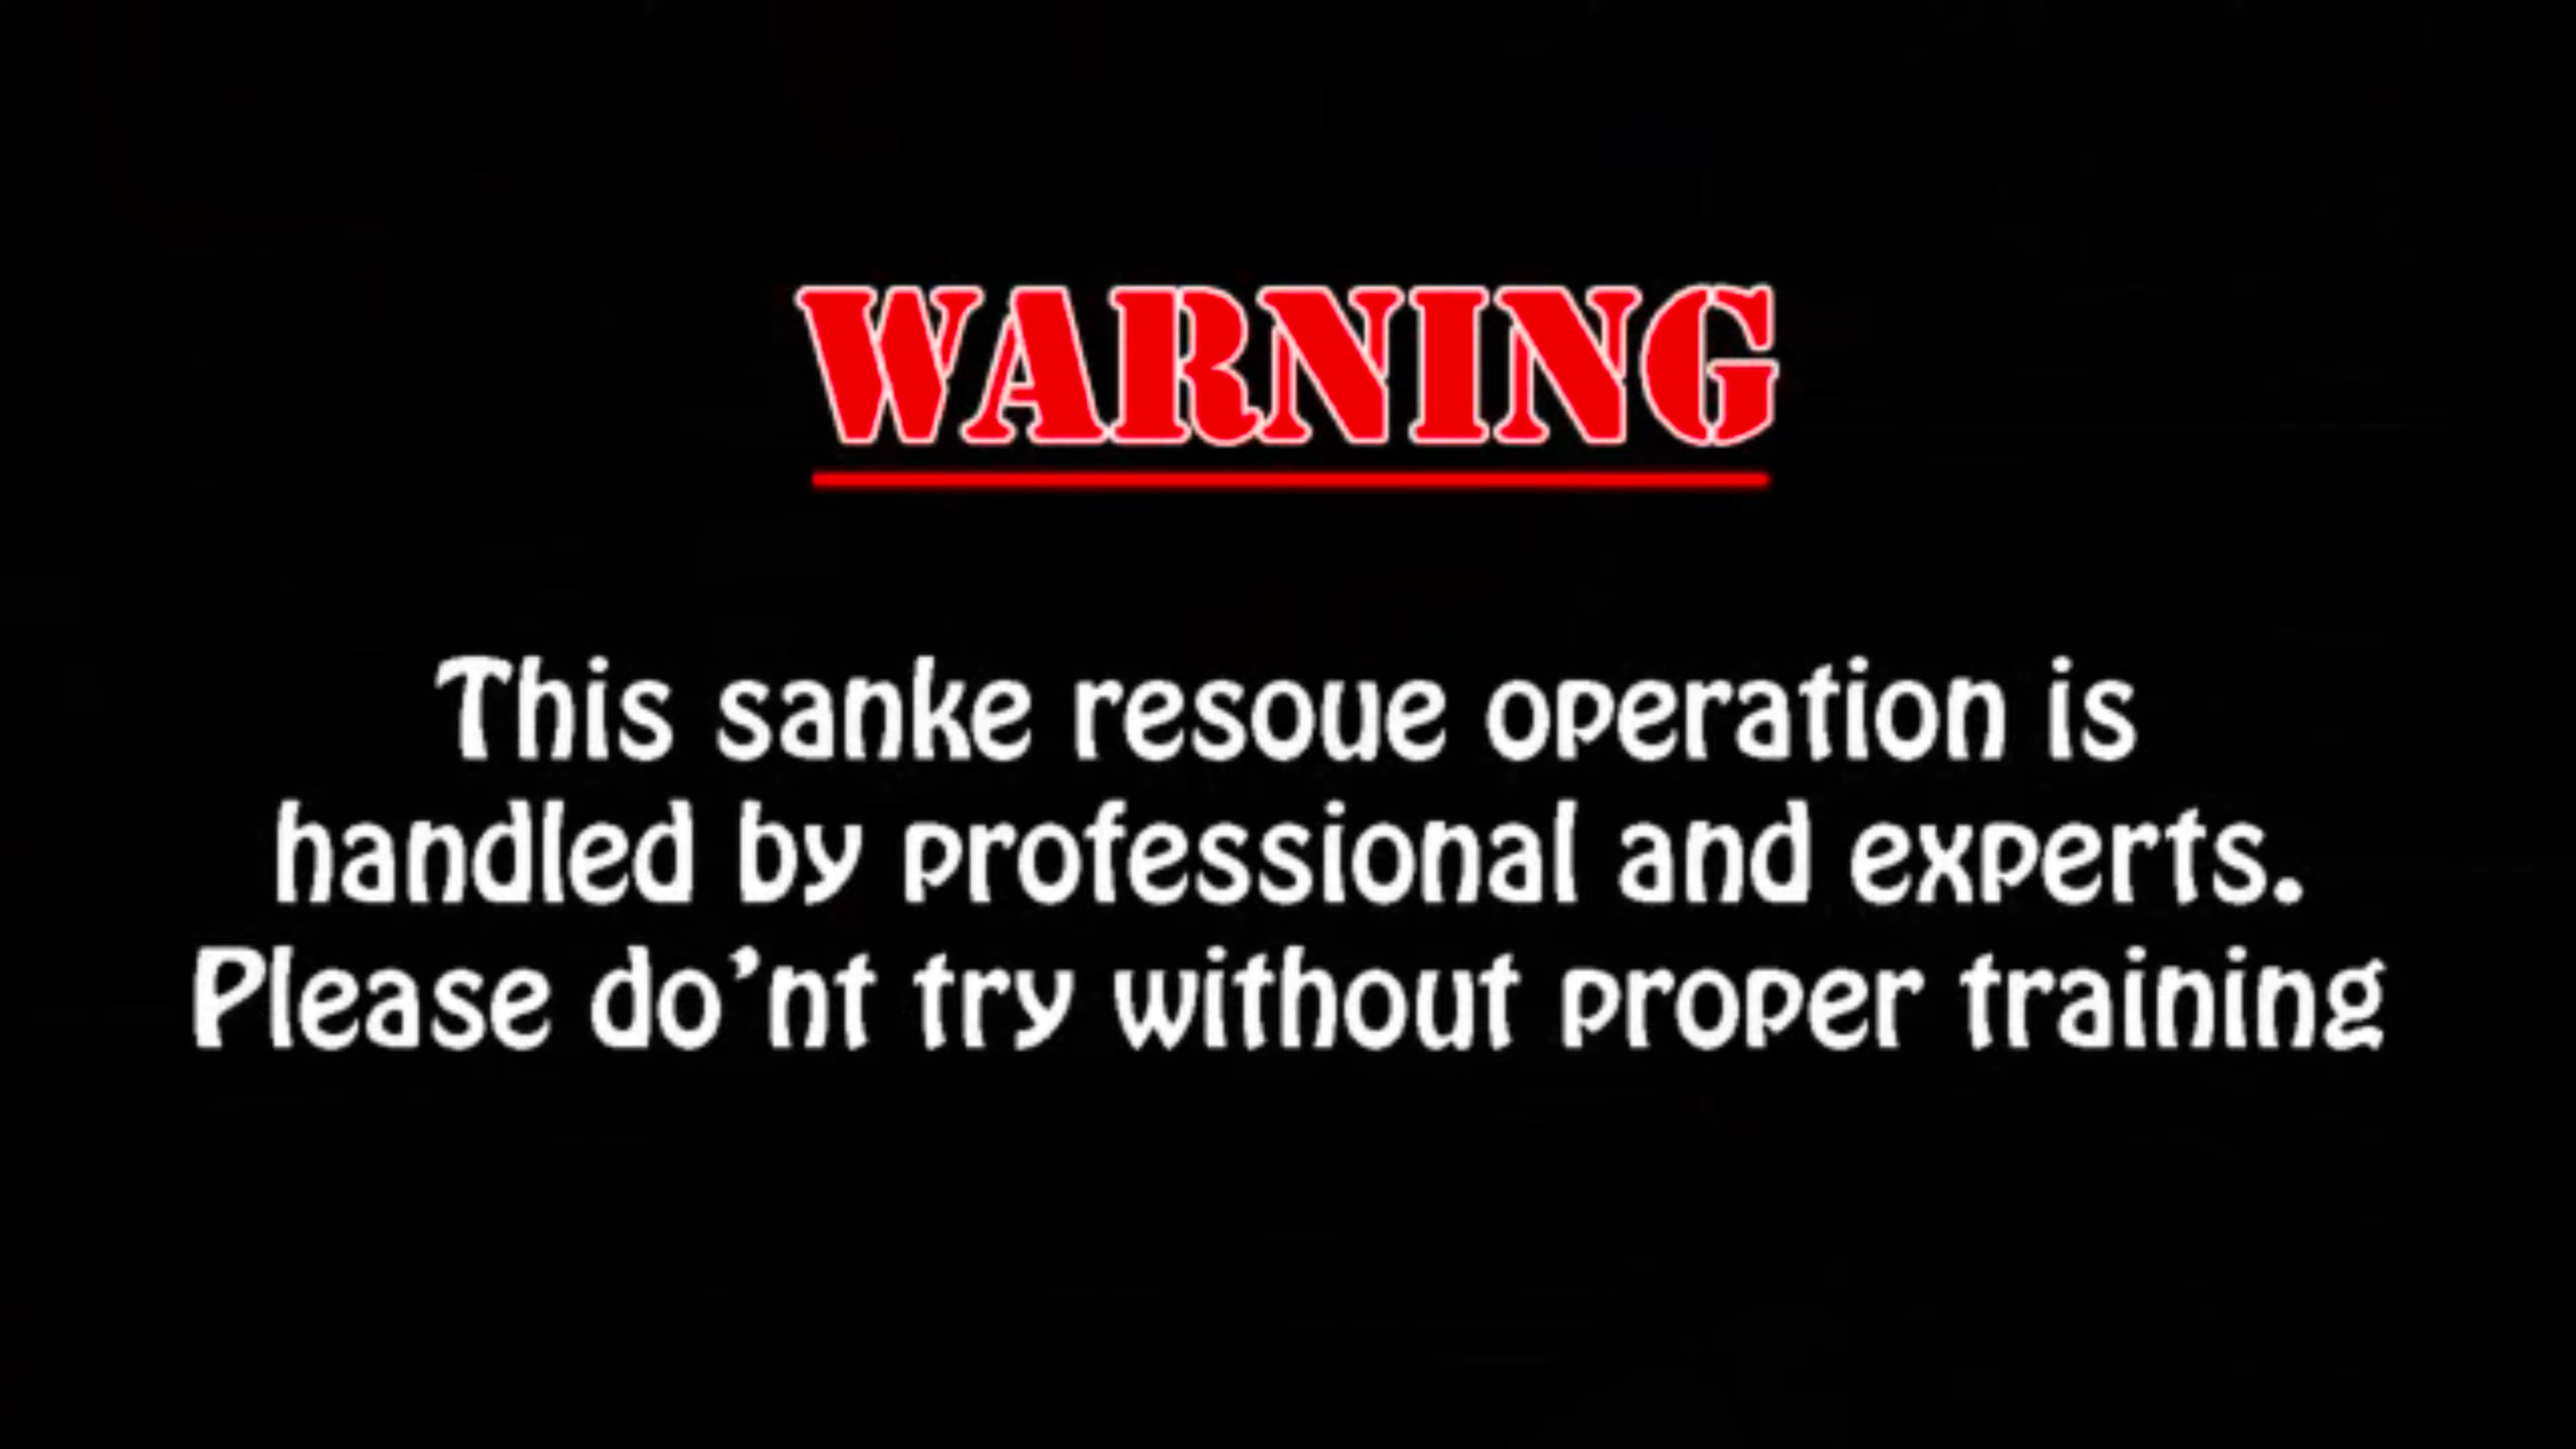 WARNING
This sanke resoue operation is
handled by professional and experts.
Please do’nt try without proper training